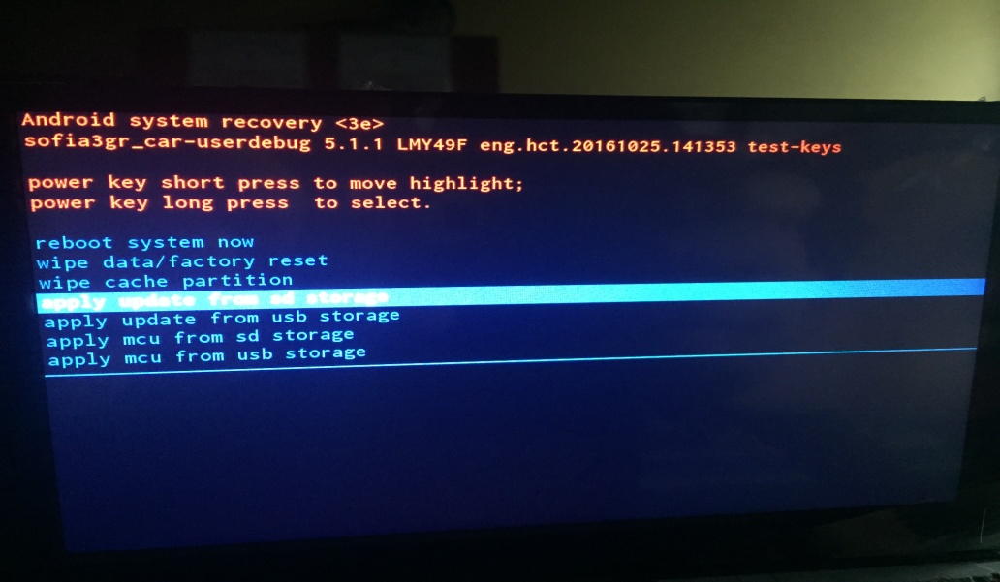 Android system recovery <3e>
sofia3gr_car-userdebug 5.1.1 LMY49F eng.hct.20161025.141353 test-keys
power key short press to move highlight;
power key long press  to select.
reboot system now
wipe data/factory reset
wipe cache partition
apply update from sd storage
apply update from usb storage
apply mcu from sd storage
apply mcu from usb storage